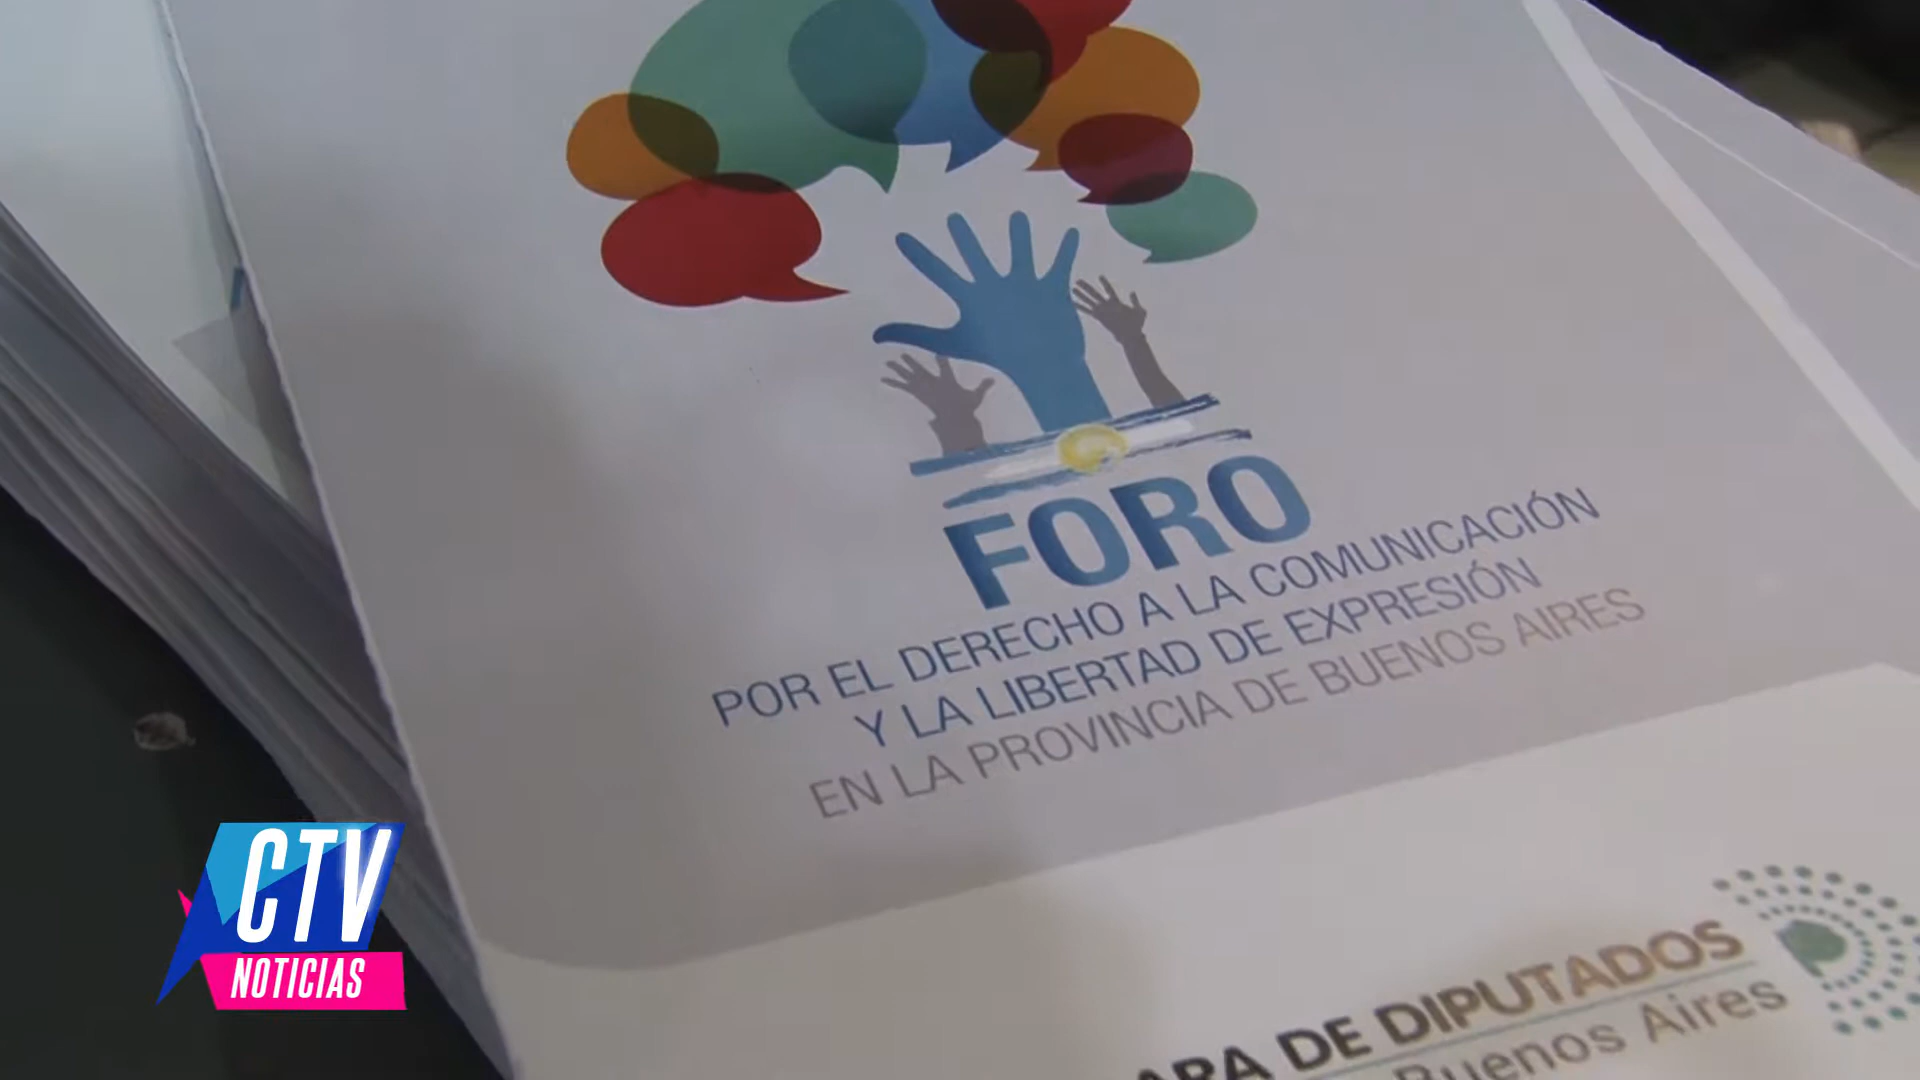 FORO
POR EL DERECHO A LA COMUNICACIÓN
Y LA LIBERTAD DE EXPRESIÓN
EN LA PROVINCIA DE BUENOS AIRES
DE DIPUTADOS
Buenos Aires
CTV
NOTICIAS